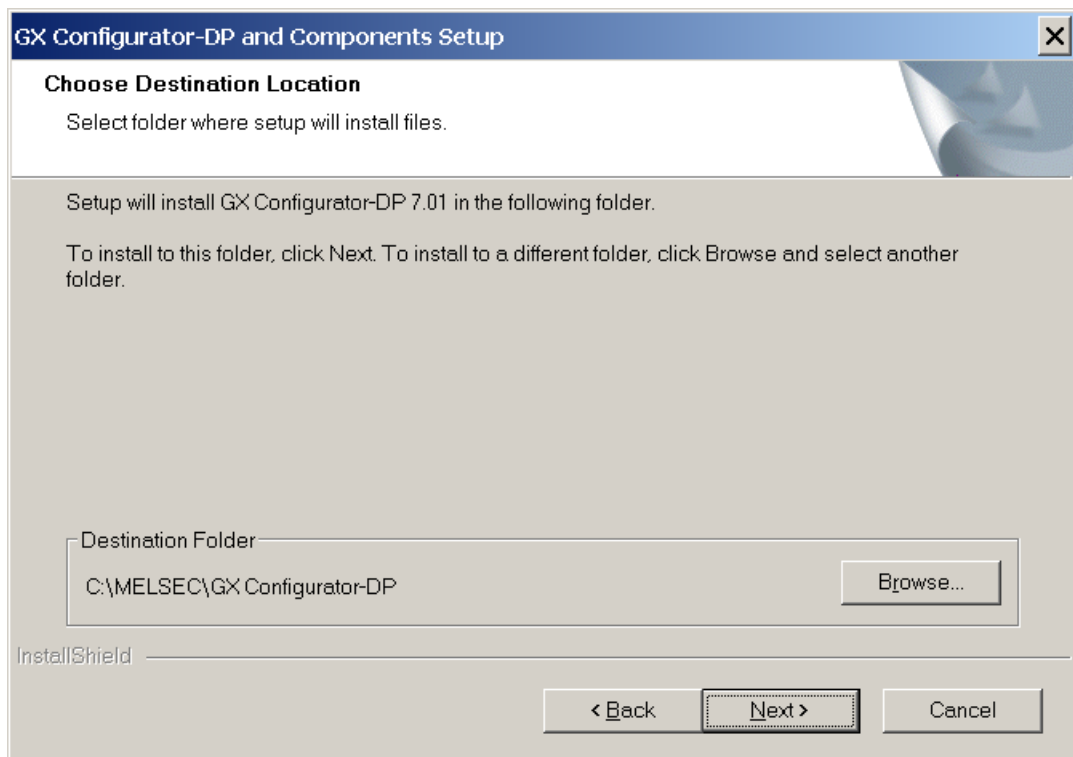 GX Configurator-DP and Components Setup
Choose Destination Location
Select folder where setup will install files.
Setup will install GX Configurator-DP 7.01 in the following folder.
To install to this folder, click Next. To install to a different folder, click Browse and select another
folder.
Destination Folder
C:\MELSEC\GX Configurator-DP
Browse...
InstallShield
< Back
Next >
Cancel